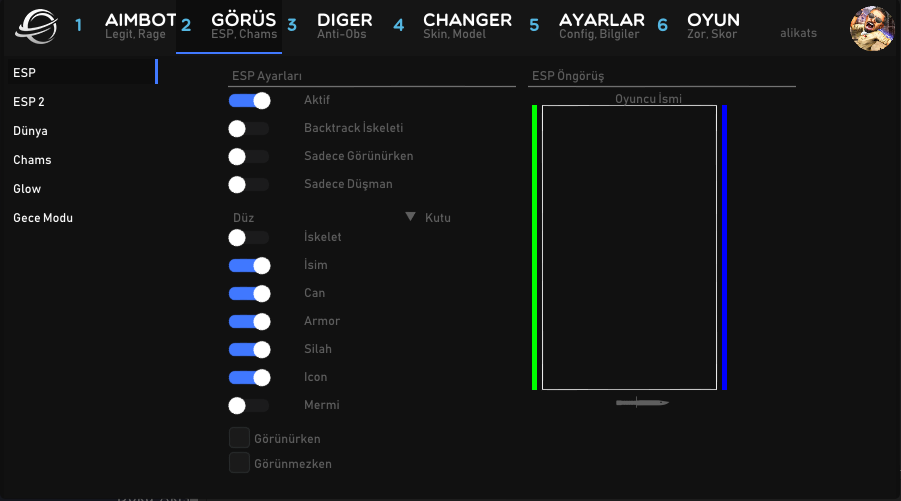 1 AIMBOT 2 GÖRÜS 3 DIGER 4 CHANGER 5 AYARLAR 6 OYUN
Legit, Rage ESP, Chams Anti-Obs Skin, Model Config, Bilgiler Zor, Skor alikats
ESP
ESP 2
Dünya
Chams
Glow
Gece Modu
ESP Ayarları
Aktif
Backtrack İskeleti
Sadece Görünürken
Sadece Düşman
Düz Kutu
İskelet
İsim
Can
Armor
Silah
Icon
Mermi
Görünürken
Görünmezken
ESP Öngörüş
Oyuncu İsmi